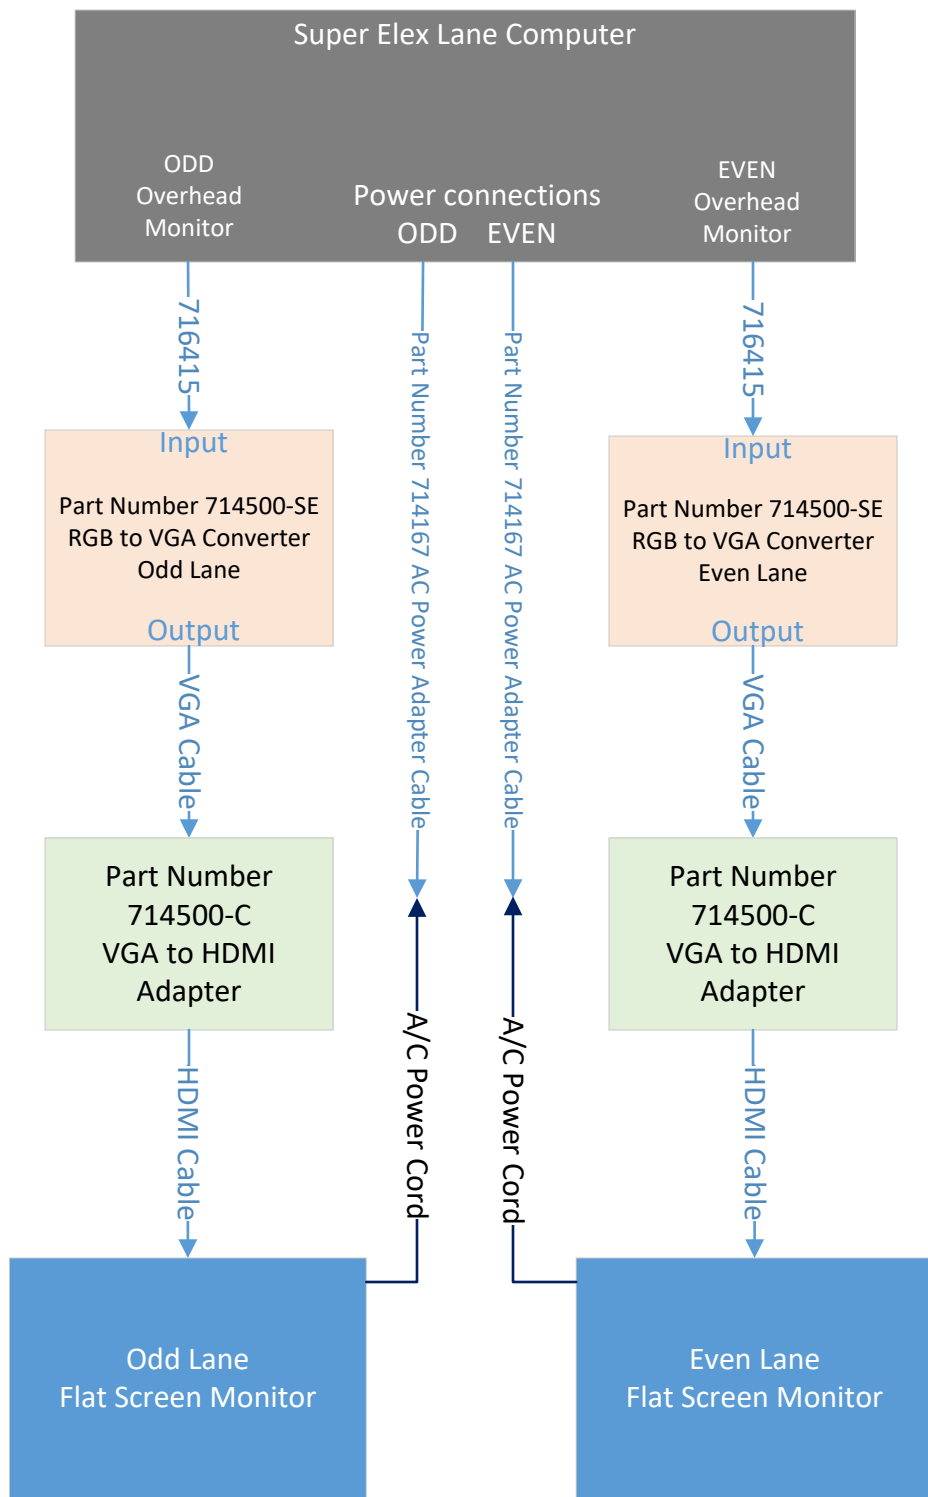 Super Elex Lane Computer
ODD
Overhead
Monitor
Power connections
ODD EVEN
EVEN
Overhead
Monitor
716415
Part Number 714167 AC Power Adapter Cable
Part Number 714167 AC Power Adapter Cable
716415
Input
Part Number 714500-SE
RGB to VGA Converter
Odd Lane
Output
Input
Part Number 714500-SE
RGB to VGA Converter
Even Lane
Output
VGA Cable
VGA Cable
Part Number
714500-C
VGA to HDMI
Adapter
Part Number
714500-C
VGA to HDMI
Adapter
HDMI Cable
A/C Power Cord
A/C Power Cord
HDMI Cable
Odd Lane
Flat Screen Monitor
Even Lane
Flat Screen Monitor